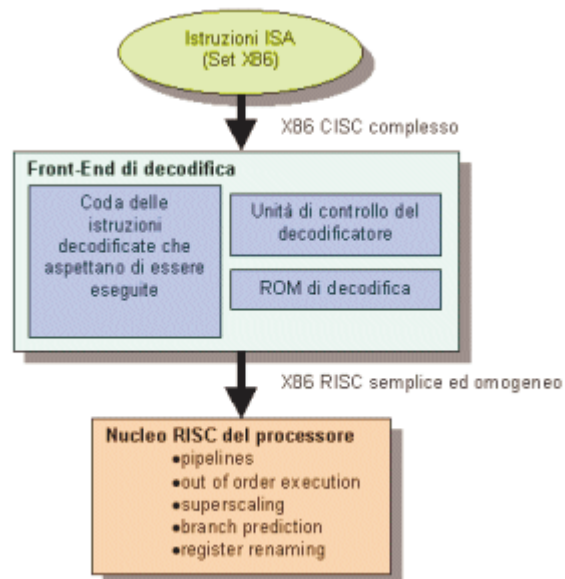 Istruzioni ISA
(Set X86)
X86 CISC complesso
Front-End di decodifica
Coda delle
istruzioni
decodificate che
aspettano di essere
eseguite
Unità di controllo del
decodificatore
ROM di decodifica
X86 RISC semplice ed omogeneo
Nucleo RISC del processore
●pipelines
●out of order execution
●superscaling
●branch prediction
●register renaming